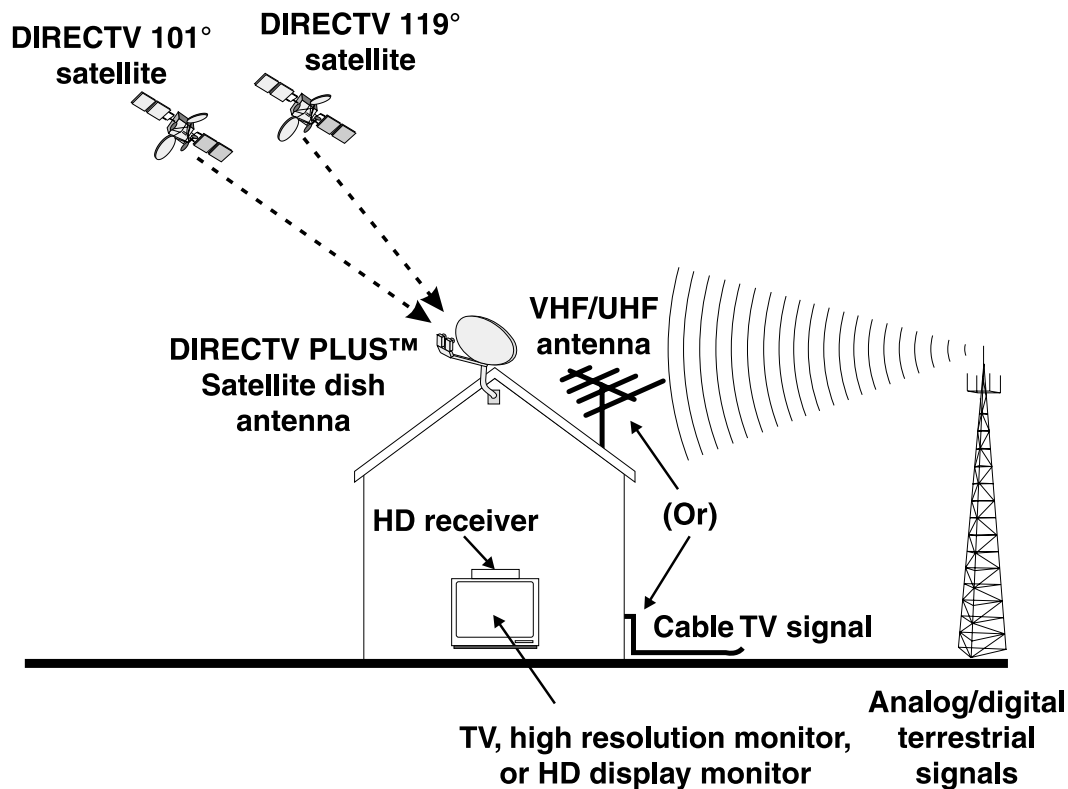 DIRECTV 101°
satellite
DIRECTV 119°
satellite
DIRECTV PLUS™
Satellite dish
antenna
VHF/UHF
antenna
HD receiver
(Or)
Cable TV signal
TV, high resolution monitor,
or HD display monitor
Analog/digital
terrestrial
signals